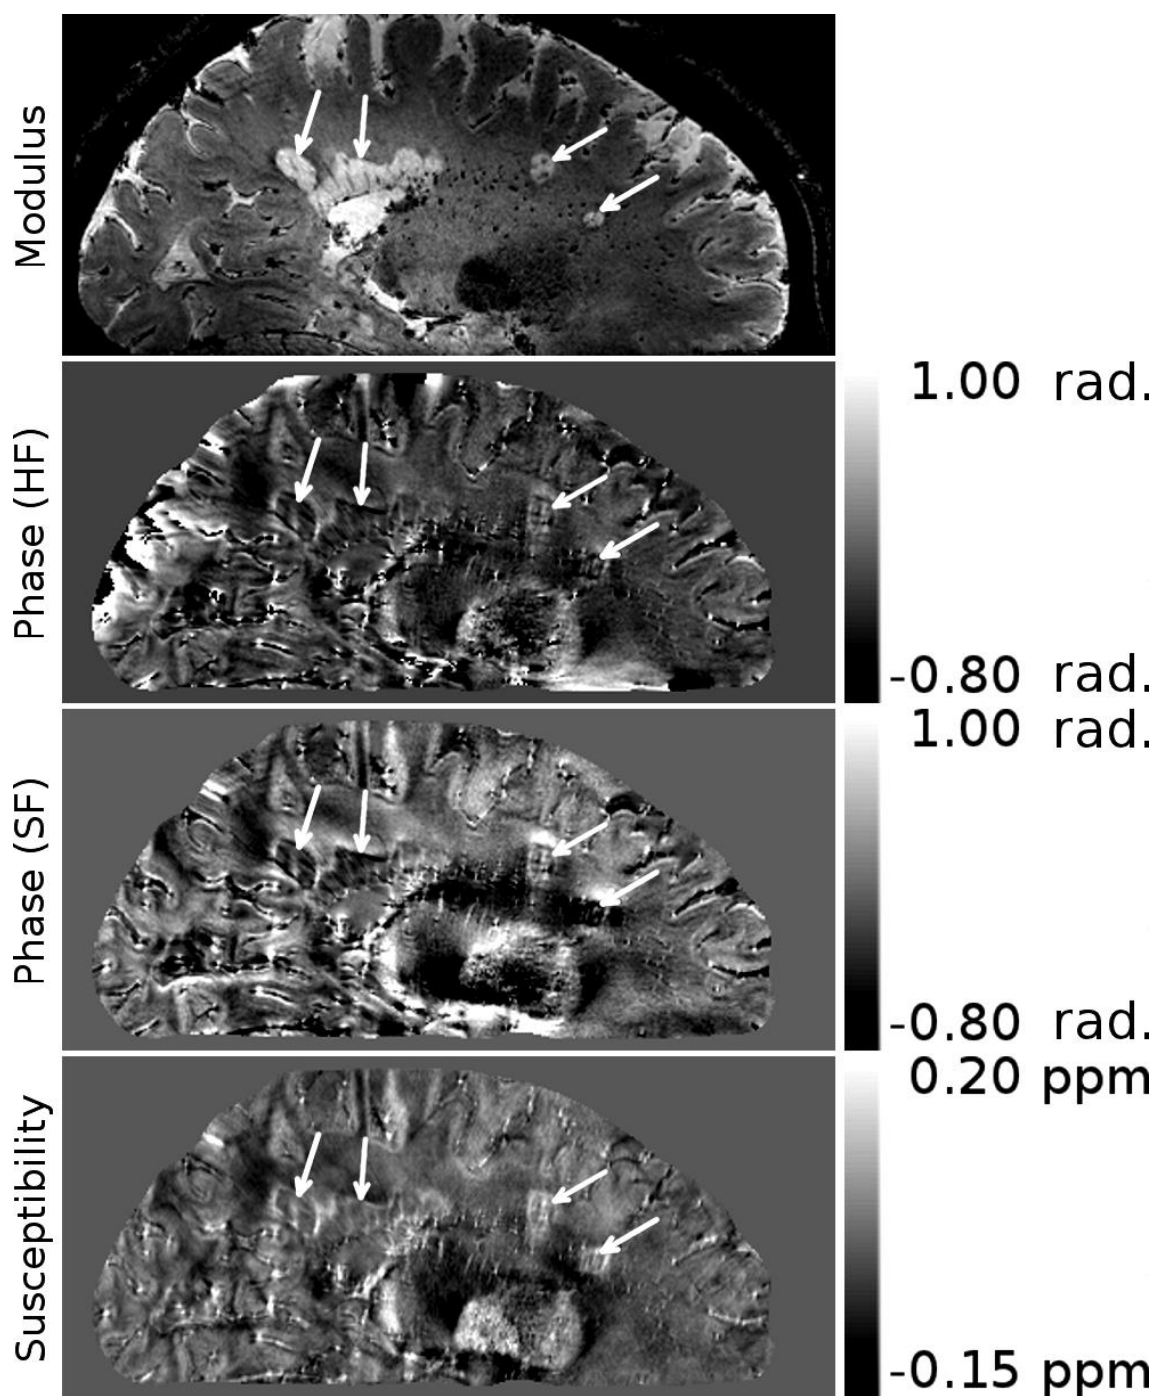 Modulus
Phase (HF)
1.00 rad.
-0.80 rad.
Phase (SF)
1.00 rad.
-0.80 rad.
Susceptibility
0.20 ppm
-0.15 ppm